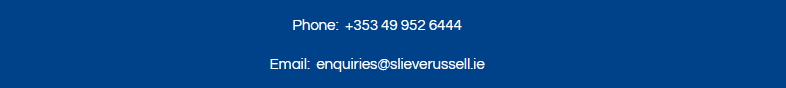 Phone: +353 49 952 6444
Email: enquiries@slieverussell.ie